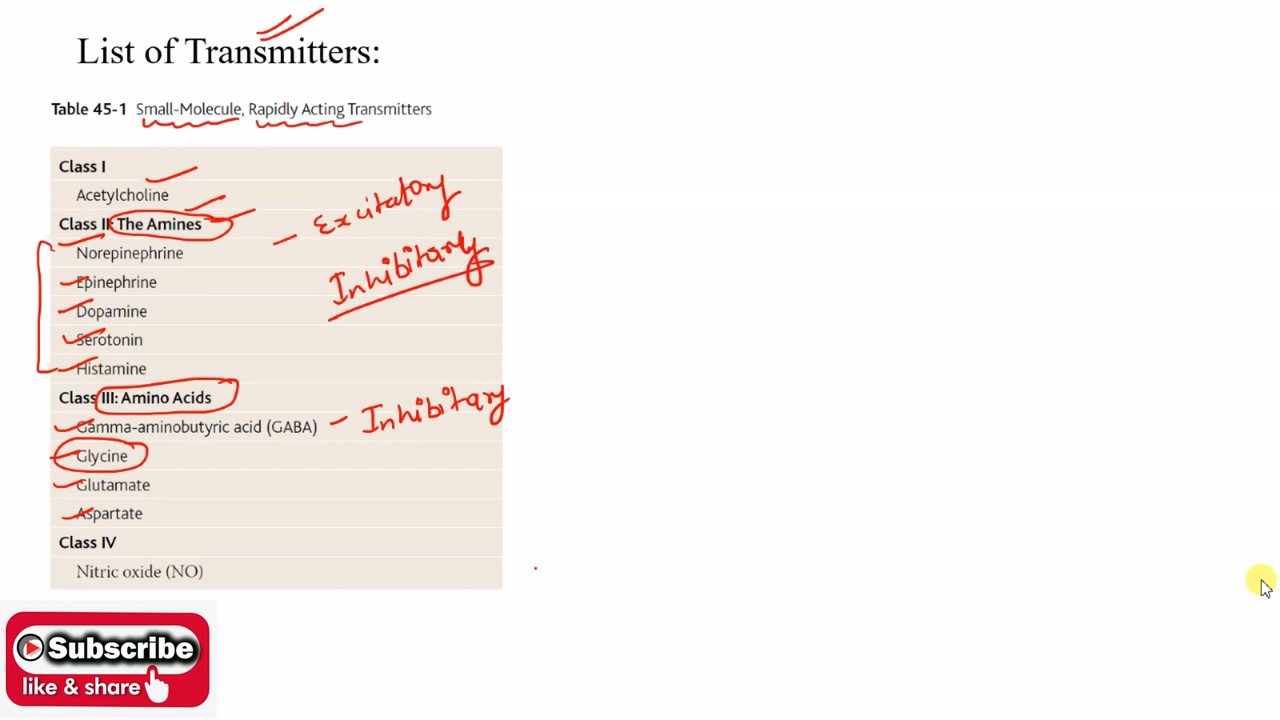 List of Transmitters:
Table 45-1 Small-Molecule, Rapidly Acting Transmitters
Class I
Acetylcholine
Class II: The Amines
Excitatory
Norepinephrine
Inhibitary
Epinephrine
Dopamine
Serotonin
Histamine
Class III: Amino Acids
Gamma-aminobutyric acid (GABA) - Inhibitary
Glycine
Glutamate
Aspartate
Class IV
Nitric oxide (NO)
Subscribe
like & share